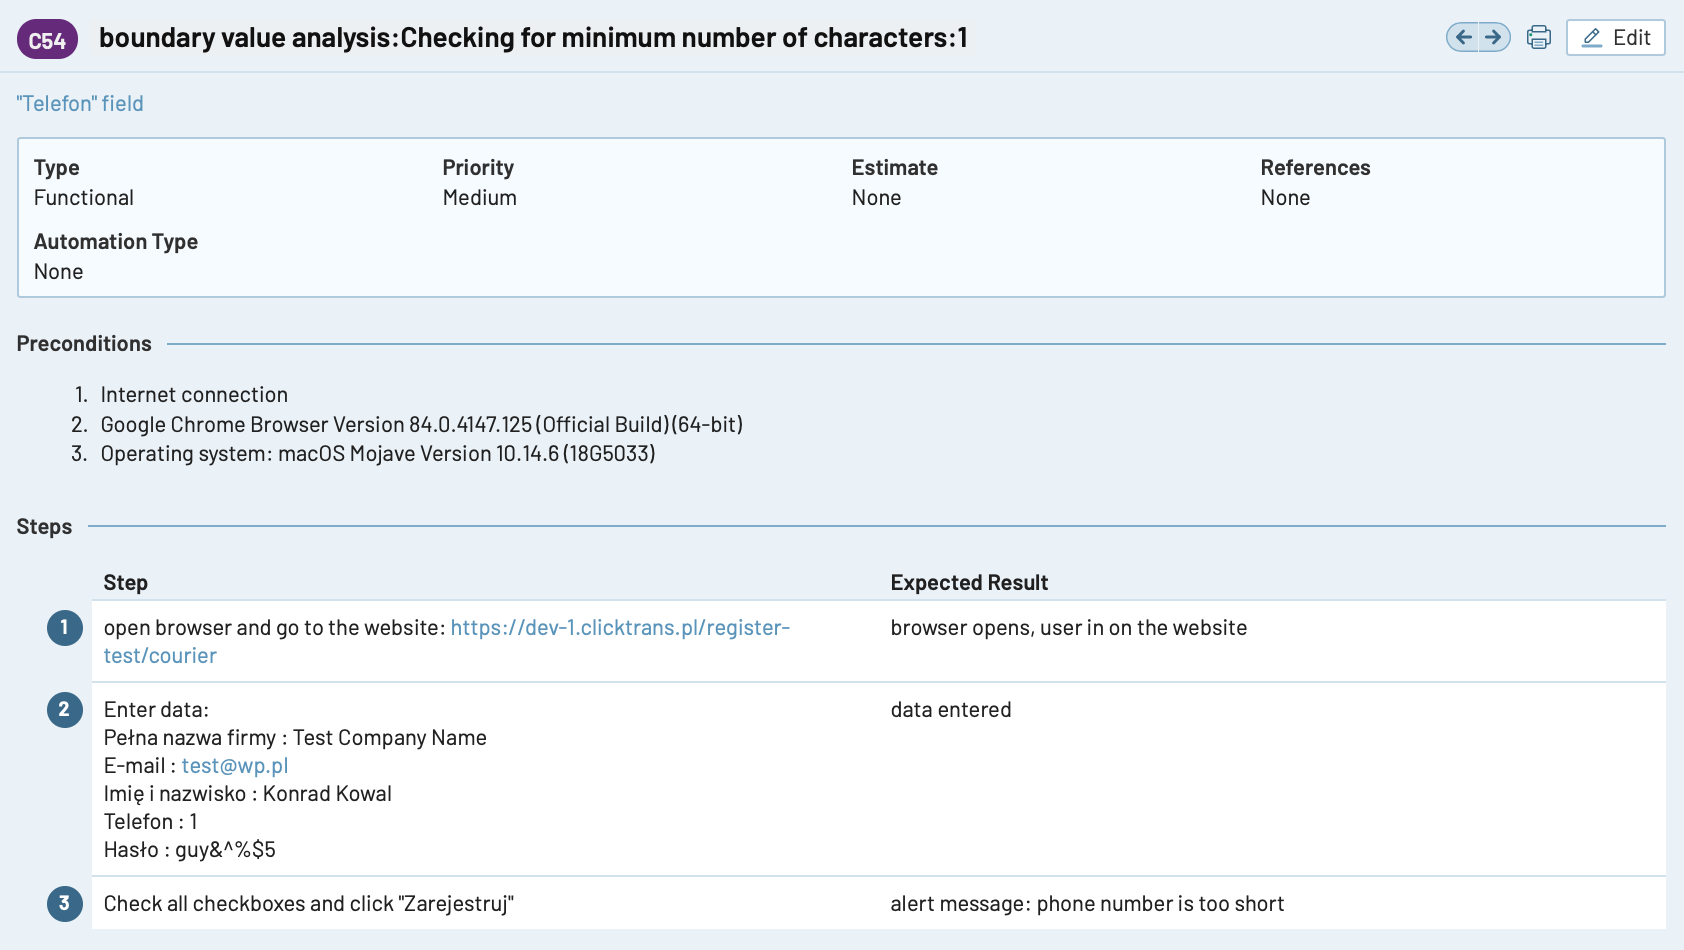 C54 boundary value analysis:Checking for minimum number of characters:1
Edit
"Telefon" field
Type
Functional
Priority
Medium
Estimate
None
References
None
Automation Type
None
Preconditions
1. Internet connection
2. Google Chrome Browser Version 84.0.4147.125 (Official Build) (64-bit)
3. Operating system: macOS Mojave Version 10.14.6 (18G5033)
Steps
Step
Expected Result
1
open browser and go to the website: https://dev-1.clicktrans.pl/register-
test/courier
browser opens, user in on the website
2
Enter data:
Pełna nazwa firmy : Test Company Name
E-mail : test@wp.pl
Imię i nazwisko : Konrad Kowal
Telefon : 1
Hasło : guy&^%$5
data entered
3
Check all checkboxes and click "Zarejestruj"
alert message: phone number is too short